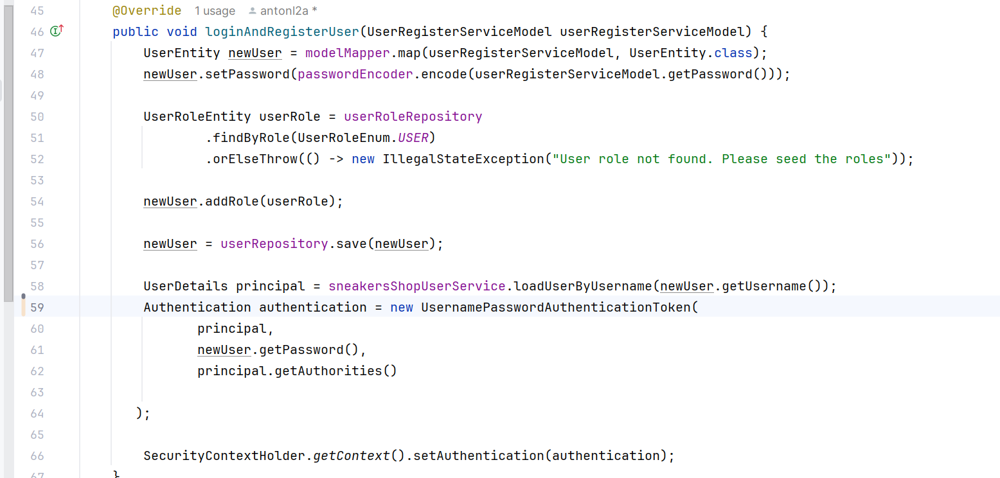 45 @Override 1 usage antonl2a *
46 public void loginAndRegisterUser(UserRegisterServiceModel userRegisterServiceModel) {
47 UserEntity newUser = modelMapper.map(userRegisterServiceModel, UserEntity.class);
48 newUser.setPassword(passwordEncoder.encode(userRegisterServiceModel.getPassword()));
49
50 UserRoleEntity userRole = userRoleRepository
51 .findByRole(UserRoleEnum.USER)
52 .orElseThrow(() -> new IllegalStateException("User role not found. Please seed the roles"));
53
54 newUser.addRole(userRole);
55
56 newUser = userRepository.save(newUser);
57
58 UserDetails principal = sneakersShopUserService.loadUserByUsername(newUser.getUsername());
59 Authentication authentication = new UsernamePasswordAuthenticationToken(
60 principal,
61 newUser.getPassword(),
62 principal.getAuthorities()
63
64 );
65
66 SecurityContextHolder.getContext().setAuthentication(authentication);
67 }